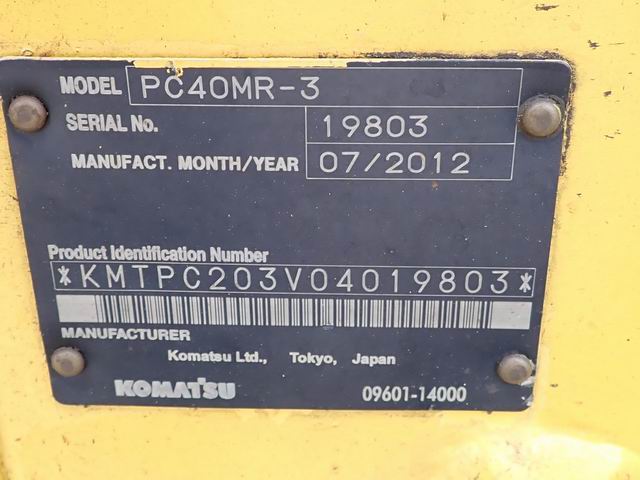 MODEL PC40MR-3
SERIAL No. 19803
MANUFACT. MONTH/YEAR 07/2012
Product Identification Number
*KMTPC203V04019803*
MANUFACTURER
Komatsu Ltd., Tokyo, Japan
KOMATSU 09601-14000